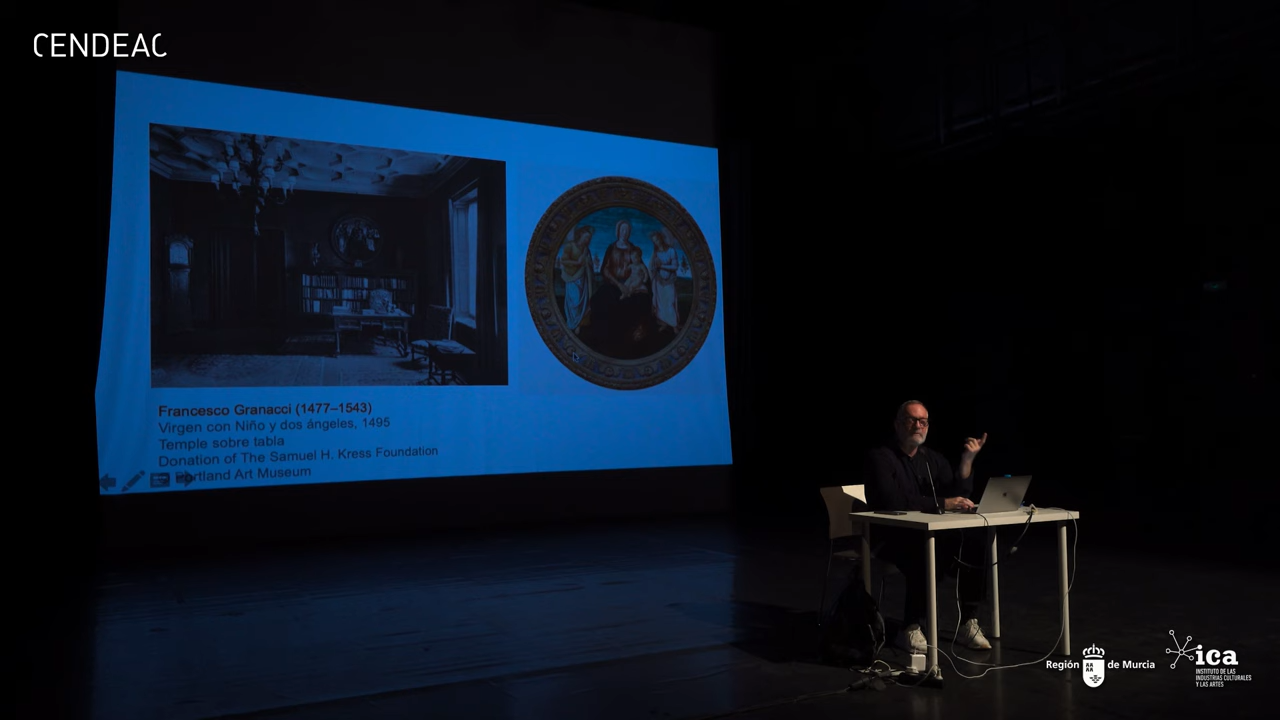 CENDEAC
Francesco Granacci (1477–1543)
Virgen con Niño y dos ángeles, 1495
Temple sobre tabla
Donation of The Samuel H. Kress Foundation
Portland Art Museum
Región de Murcia
ica
INSTITUTO DE LAS
INDUSTRIAS CULTURALES
Y LAS ARTES